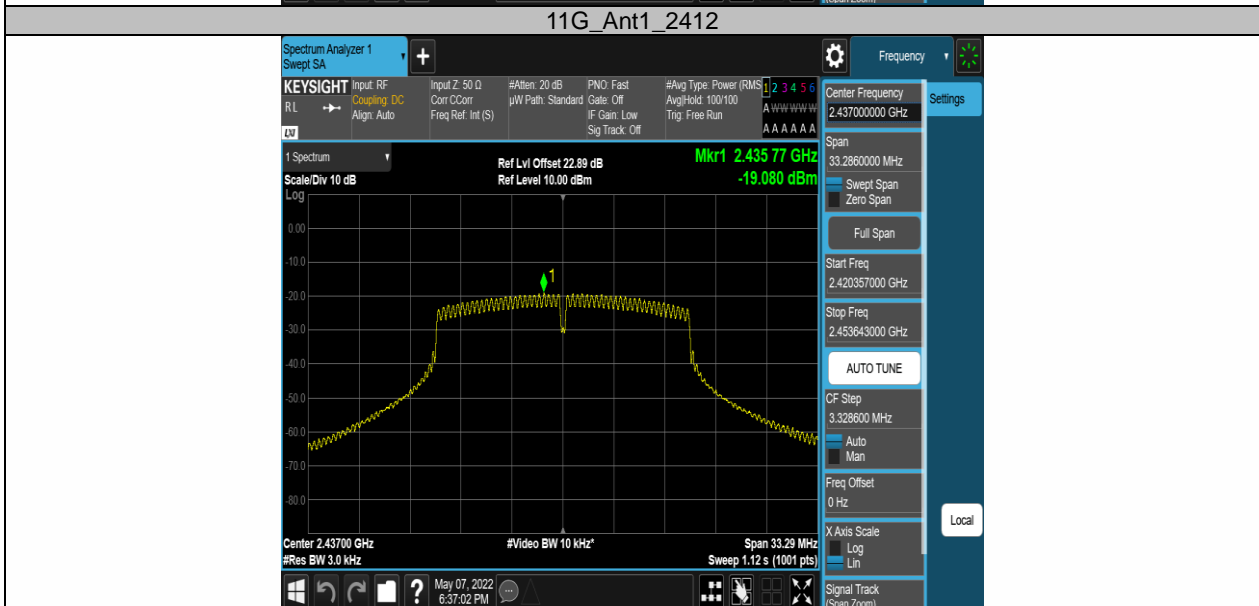 (Span Zoom)
11G_Ant1_2412
Spectrum Analyzer 1
Swept SA
Frequency
KEYSIGHT
RL
LXI
Input: RF
Coupling: DC
Align: Auto
Input Z: 50 Ω
Corr CCorr
Freq Ref: Int (S)
#Atten: 20 dB
µW Path: Standard
PNO: Fast
Gate: Off
IF Gain: Low
Sig Track: Off
#Avg Type: Power (RMS
Avg|Hold: 100/100
Trig: Free Run
1 2 3 4 5 6
A W W W W W
A A A A A A
Center Frequency
2.437000000 GHz
Settings
1 Spectrum
Ref Lvl Offset 22.89 dB
Mkr1 2.435 77 GHz
Scale/Div 10 dB
Ref Level 10.00 dBm
-19.080 dBm
Log
0.00
-10.0
-20.0
-30.0
-40.0
-50.0
-60.0
-70.0
-80.0
1
Span
33.2860000 MHz
Swept Span
Zero Span
Full Span
Start Freq
2.420357000 GHz
Stop Freq
2.453643000 GHz
AUTO TUNE
CF Step
3.328600 MHz
Auto
Man
Freq Offset
0 Hz
X Axis Scale
Log
Lin
Local
Center 2.43700 GHz
#Video BW 10 kHz*
Span 33.29 MHz
#Res BW 3.0 kHz
Sweep 1.12 s (1001 pts)
May 07, 2022
6:37:02 PM
Signal Track
(Span Zoom)